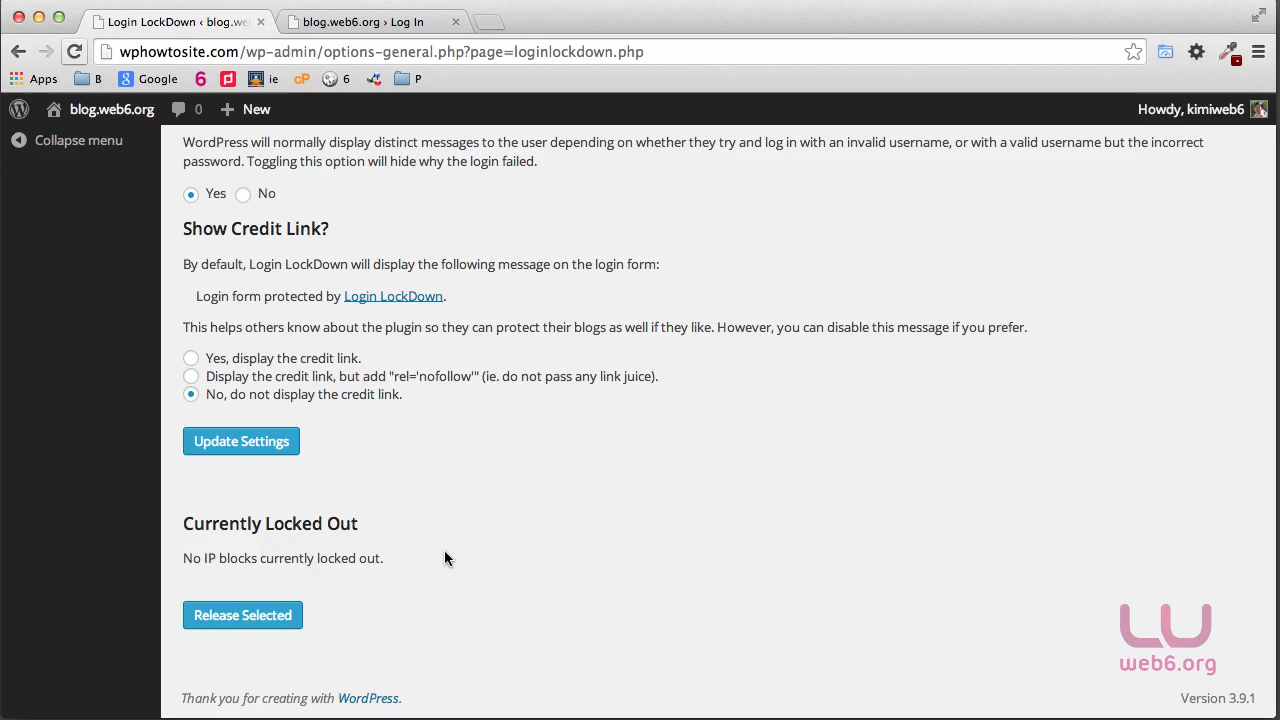 Login LockDown ‹ blog.we
blog.web6.org › Log In
wphowtosite.com/wp-admin/options-general.php?page=loginlockdown.php
Apps B Google 6 ie cP 6 P
blog.web6.org 0 New Howdy, kimiweb6
Collapse menu
WordPress will normally display distinct messages to the user depending on whether they try and log in with an invalid username, or with a valid username but the incorrect
password. Toggling this option will hide why the login failed.
Yes No
Show Credit Link?
By default, Login LockDown will display the following message on the login form:
Login form protected by Login LockDown.
This helps others know about the plugin so they can protect their blogs as well if they like. However, you can disable this message if you prefer.
Yes, display the credit link.
Display the credit link, but add "rel='nofollow'" (ie. do not pass any link juice).
No, do not display the credit link.
Update Settings
Currently Locked Out
No IP blocks currently locked out.
Release Selected
web6.org
Thank you for creating with WordPress. Version 3.9.1